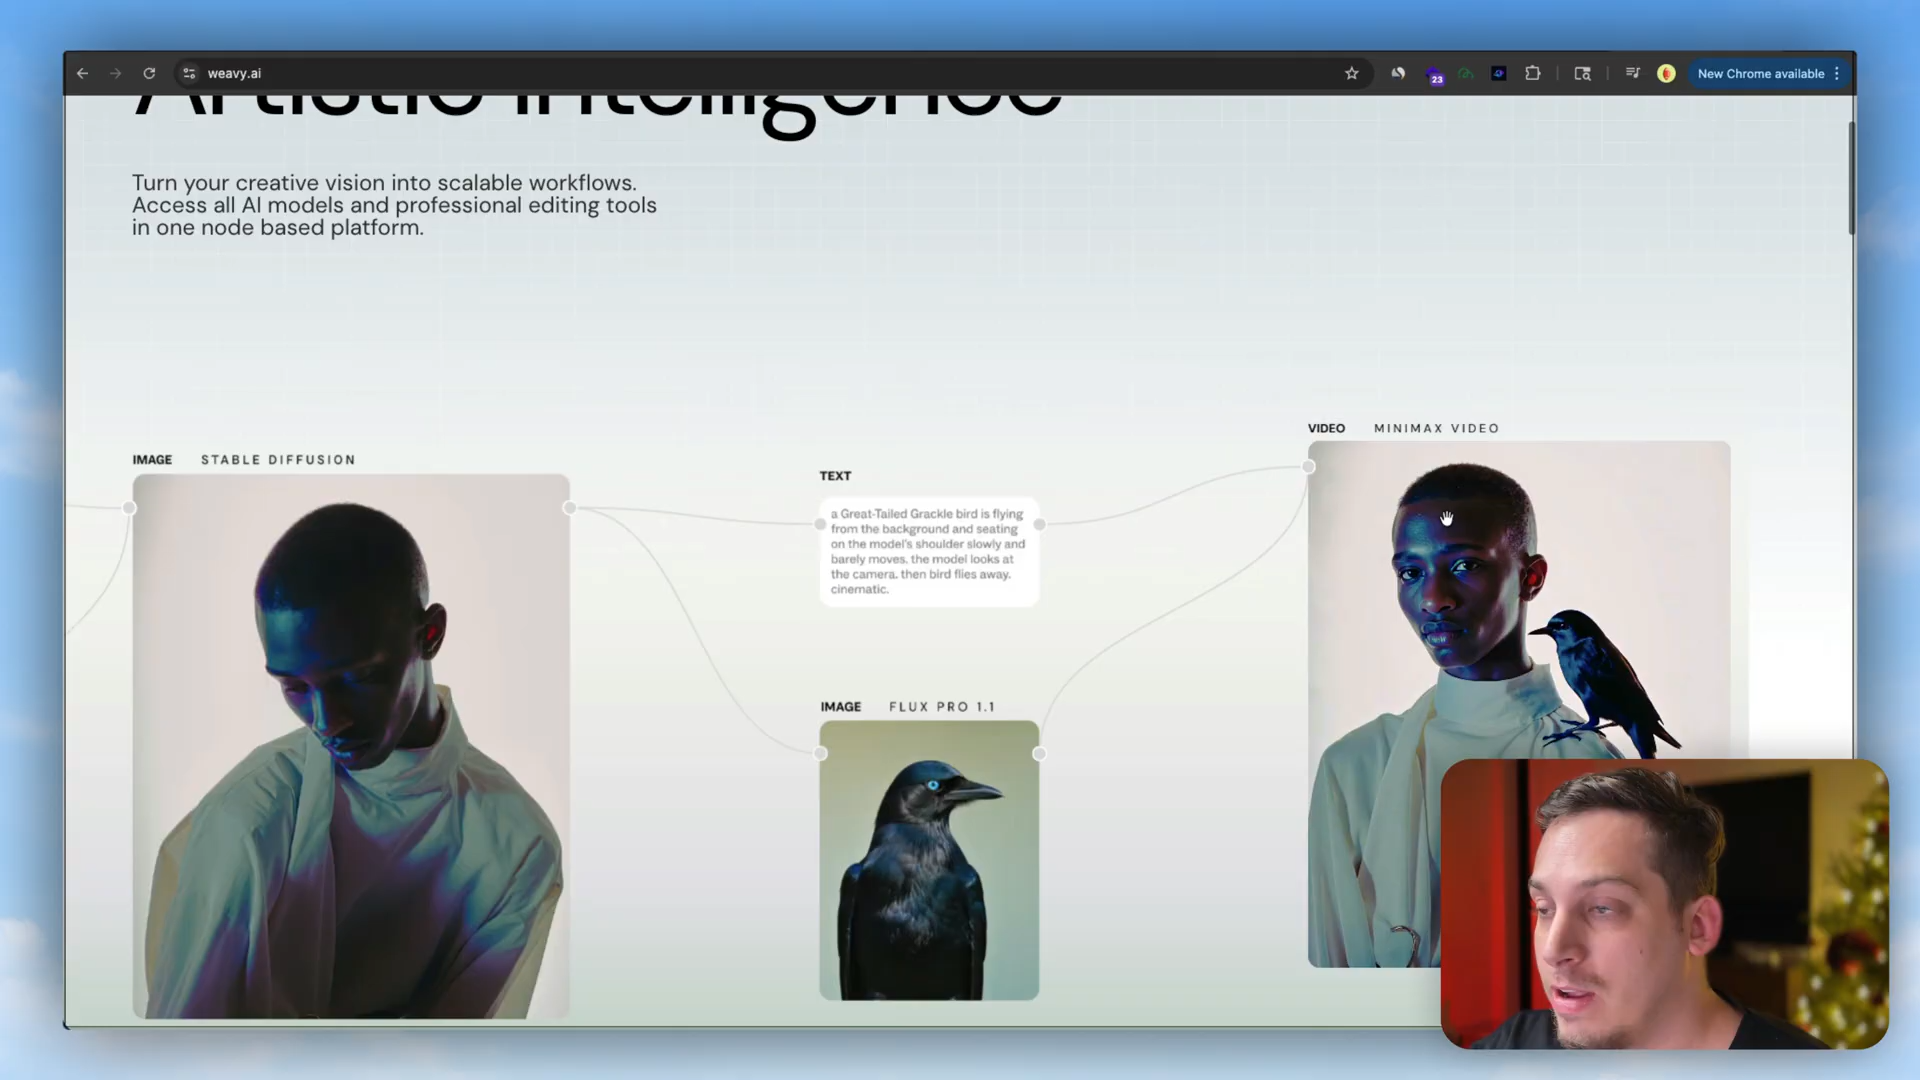 weavy.ai
23
New Chrome available
Artistic Intelligence
Turn your creative vision into scalable workflows.
Access all AI models and professional editing tools
in one node based platform.
IMAGE STABLE DIFFUSION
TEXT
a Great-Tailed Grackle bird is flying
from the background and seating
on the model's shoulder slowly and
barely moves. the model looks at
the camera. then bird flies away.
cinematic.
IMAGE FLUX PRO 1.1
VIDEO MINIMAX VIDEO